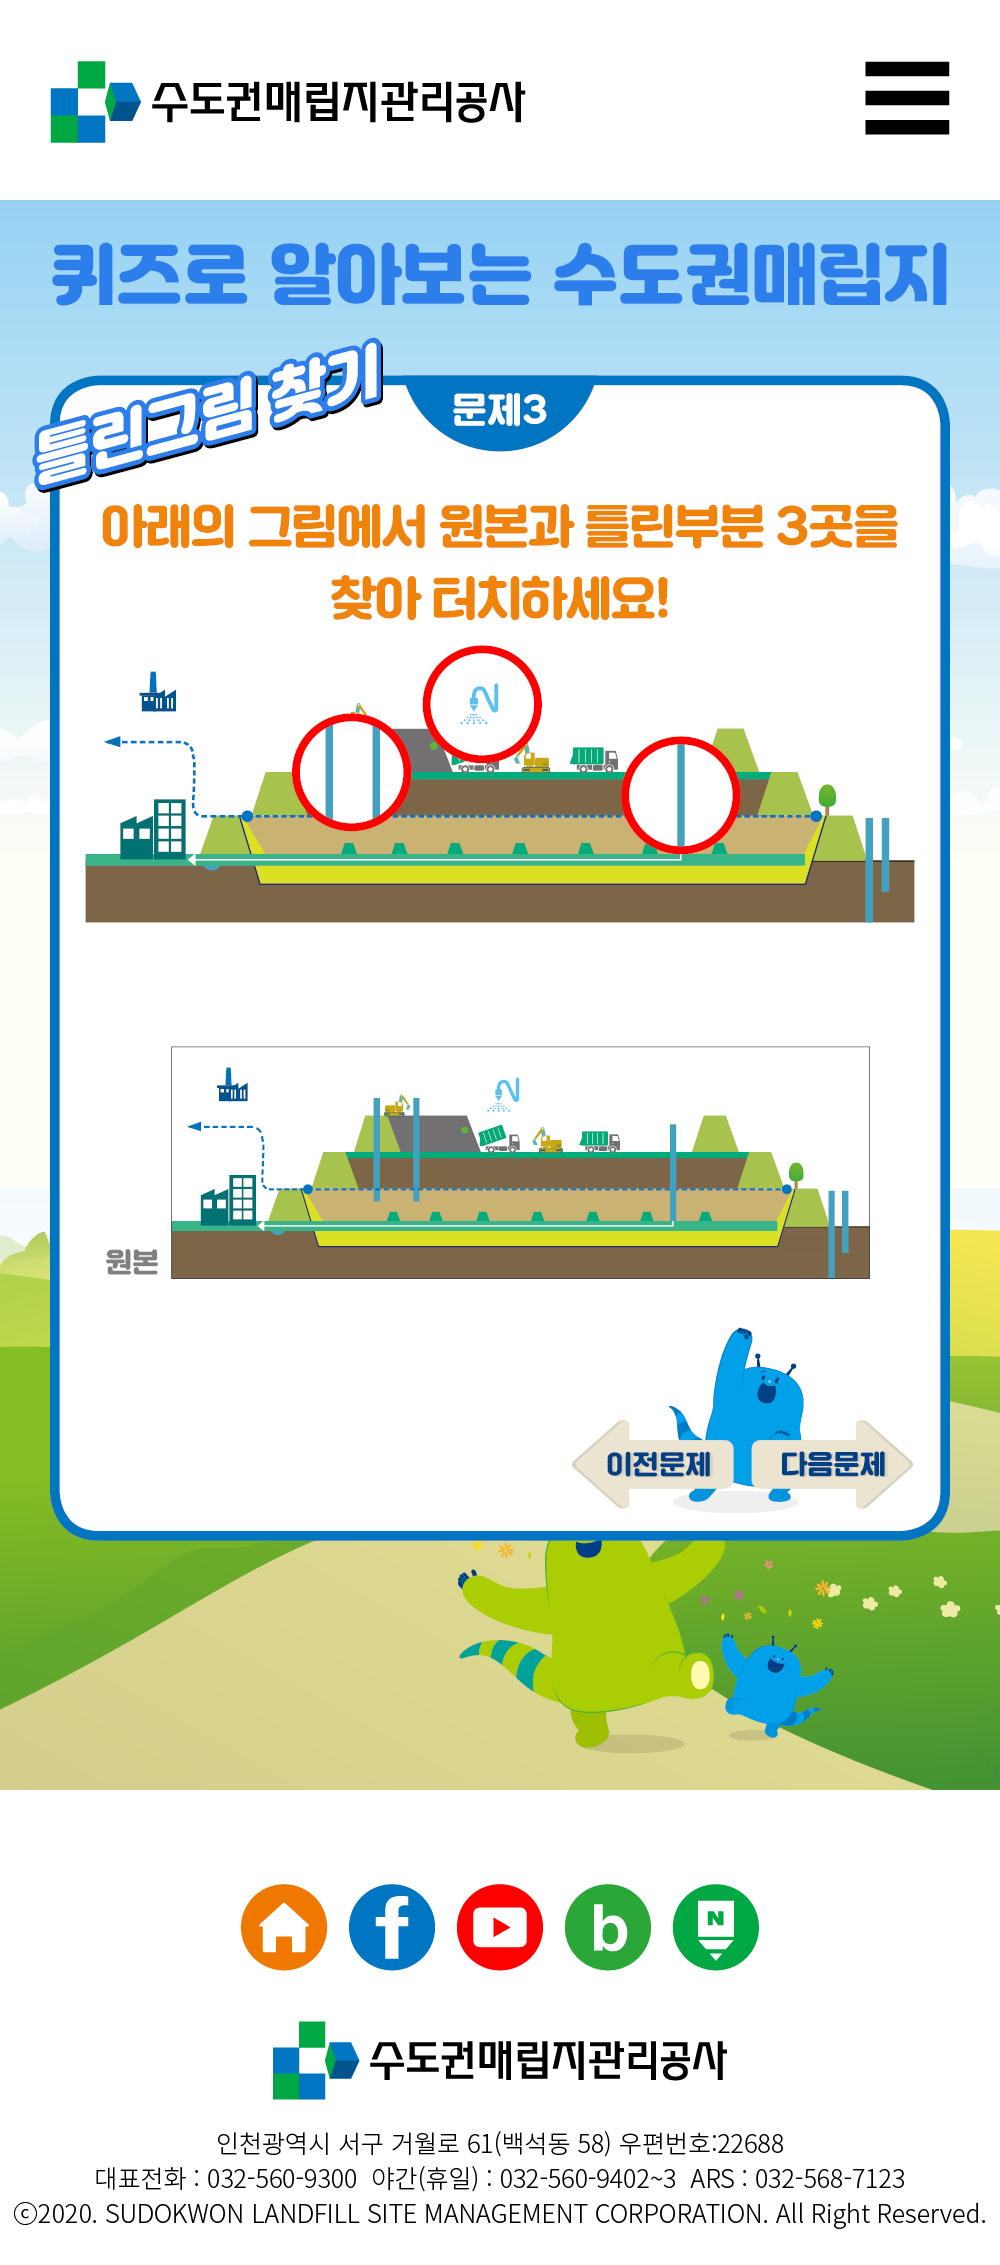 수도권매립지관리공사
퀴즈로 알아보는 수도권매립지
틀린그림 찾기
문제3
아래의 그림에서 원본과 틀린부분 3곳을
찾아 터치하세요!
원본
이전문제
다음문제
f
b
N
수도권매립지관리공사
인천광역시 서구 거월로 61(백석동 58) 우편번호:22688
대표전화 : 032-560-9300 야간(휴일) : 032-560-9402~3 ARS : 032-568-7123
ⓒ2020. SUDOKWON LANDFILL SITE MANAGEMENT CORPORATION. All Right Reserved.